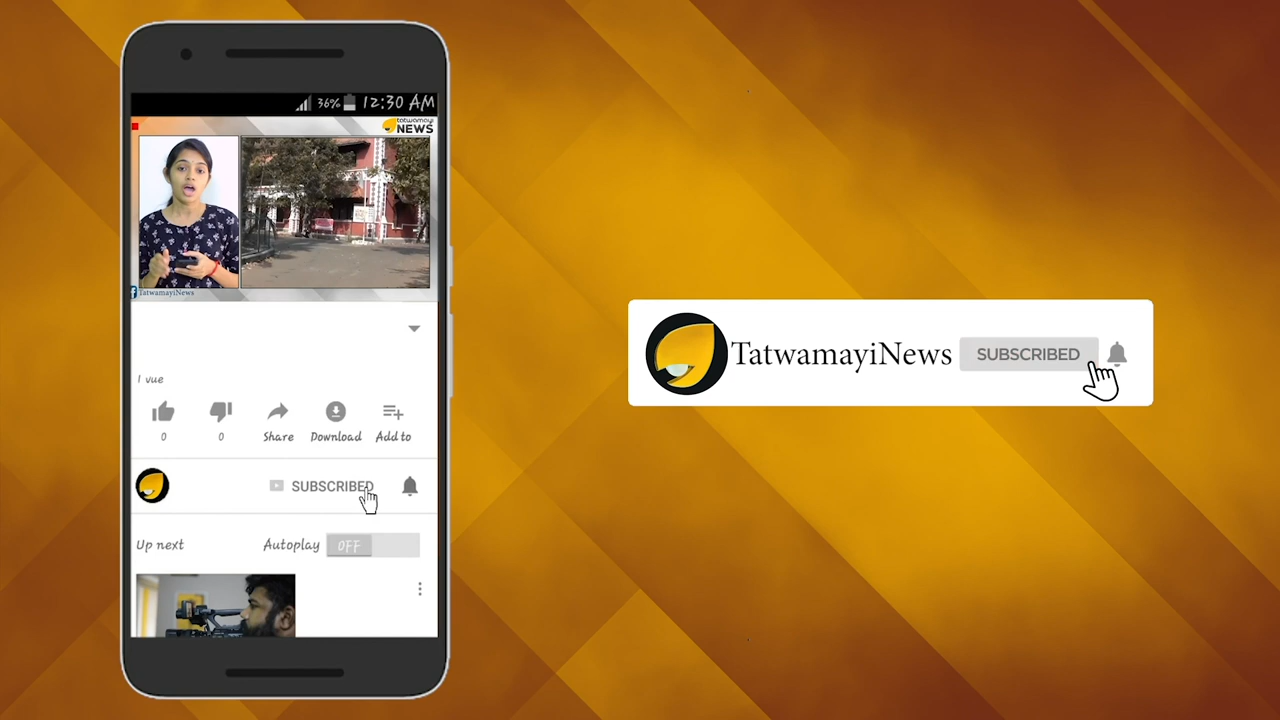 36% 12:30 AM
tatwamayi
NEWS
TatwamayiNews
1 vue
0 0 Share Download Add to
SUBSCRIBED
Up next Autoplay OFF
TatwamayiNews SUBSCRIBED